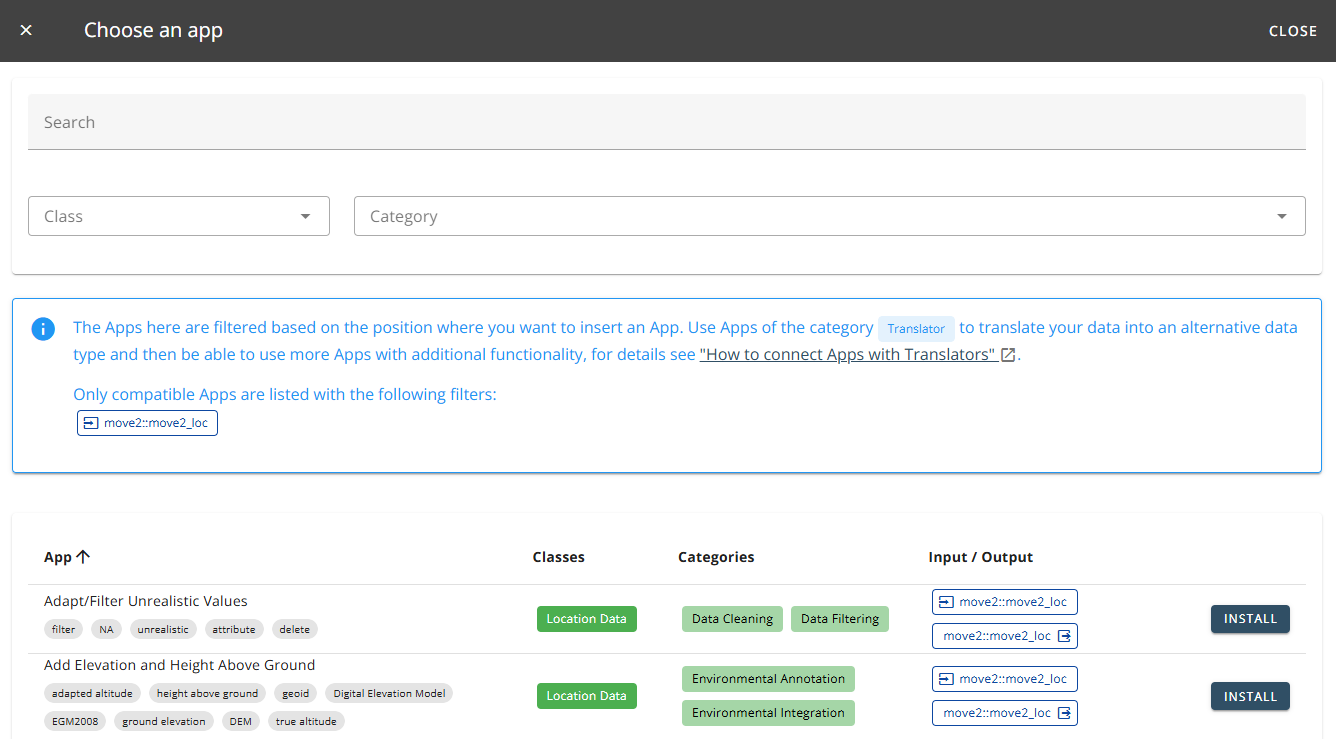 Choose an app
CLOSE
Search
Class
Category
The Apps here are filtered based on the position where you want to insert an App. Use Apps of the category Translator to translate your data into an alternative data
type and then be able to use more Apps with additional functionality, for details see "How to connect Apps with Translators" .
Only compatible Apps are listed with the following filters:
move2::move2_loc
App Classes Categories Input / Output
Adapt/Filter Unrealistic Values
filter NA unrealistic attribute delete
Location Data
Data Cleaning Data Filtering
move2::move2_loc
move2::move2_loc
INSTALL
Add Elevation and Height Above Ground
adapted altitude height above ground geoid Digital Elevation Model
EGM2008 ground elevation DEM true altitude
Location Data
Environmental Annotation
Environmental Integration
move2::move2_loc
move2::move2_loc
INSTALL